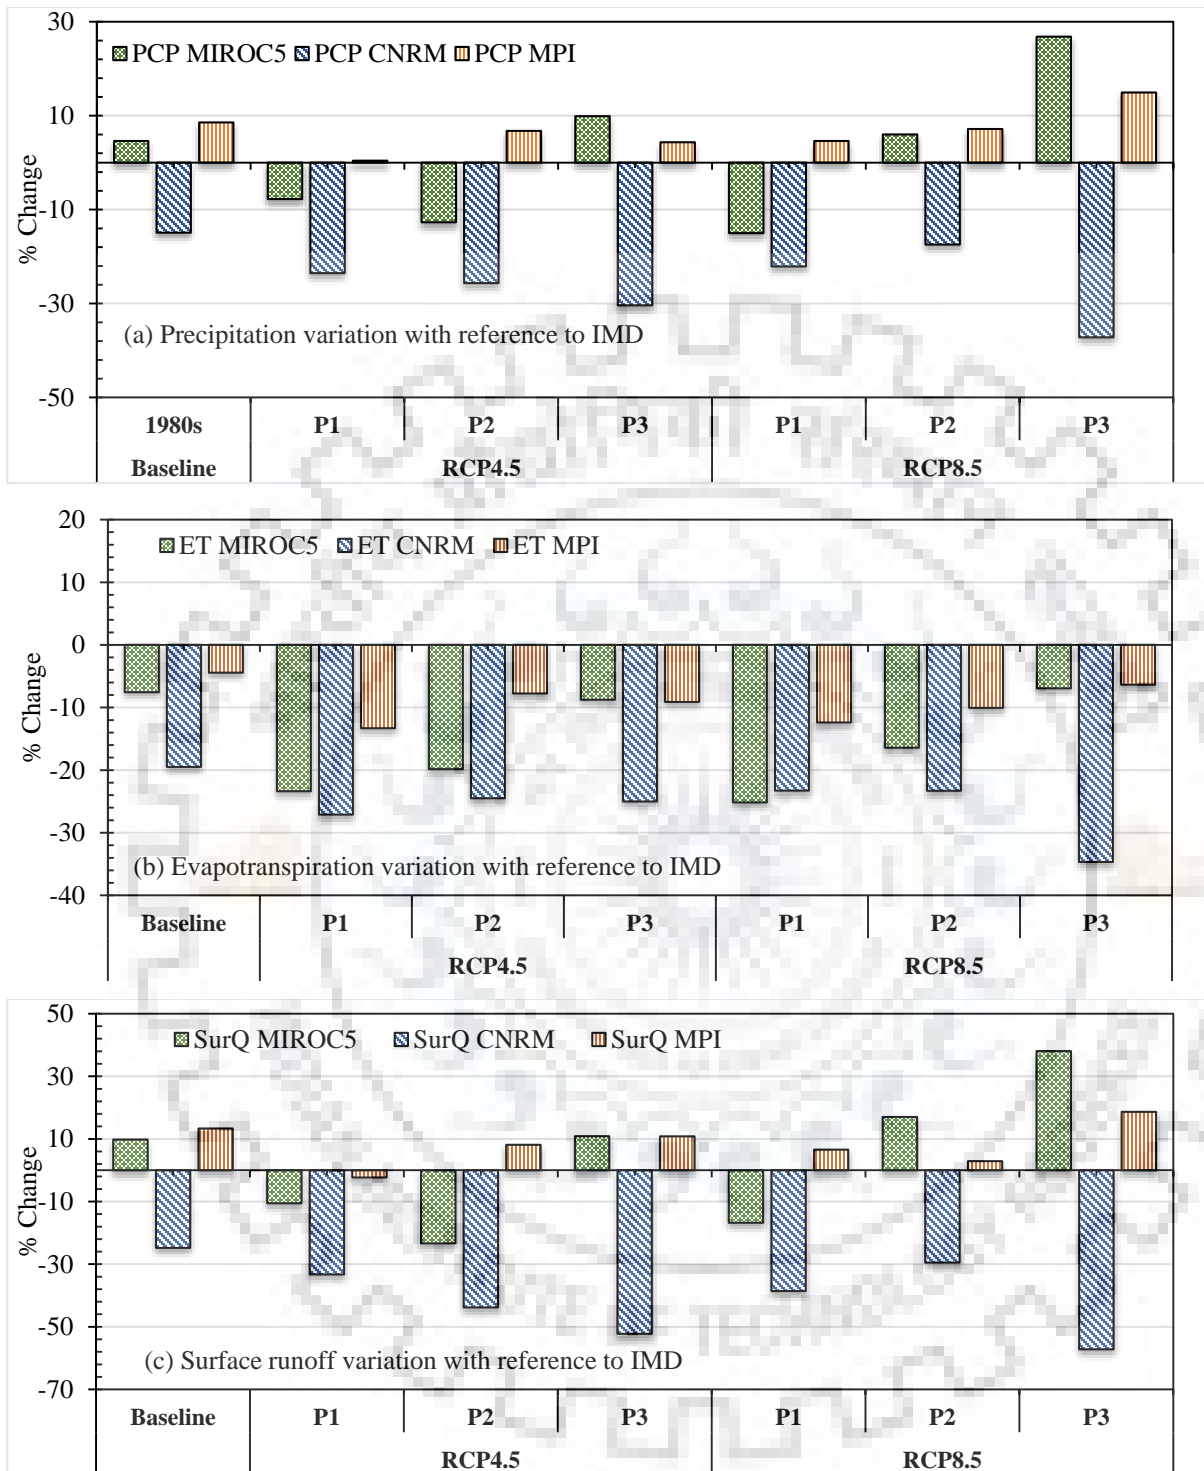 30
PCP MIROC5 PCP CNRM PCP MPI
10
-10
-30
-50
% Change
(a) Precipitation variation with reference to IMD
1980s P1 P2 P3 P1 P2 P3
Baseline RCP4.5 RCP8.5
20
ET MIROC5 ET CNRM ET MPI
10
0
-10
-20
-30
-40
% Change
(b) Evapotranspiration variation with reference to IMD
Baseline P1 P2 P3 P1 P2 P3
RCP4.5 RCP8.5
50
SurQ MIROC5 SurQ CNRM SurQ MPI
30
10
-10
-30
-50
-70
% Change
(c) Surface runoff variation with reference to IMD
Baseline P1 P2 P3 P1 P2 P3
RCP4.5 RCP8.5